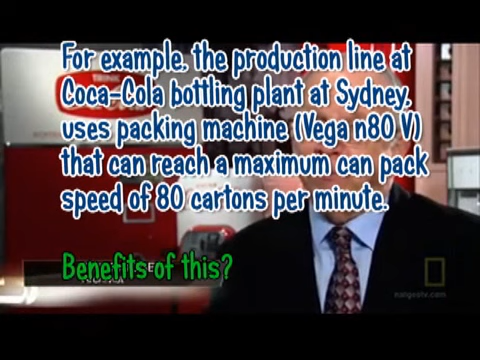 For example, the production line at
Coca-Cola bottling plant at Sydney,
uses packing machine (Vega n80 V)
that can reach a maximum can pack
speed of 80 cartons per minute.
Benefits of this?
natgeotv.com